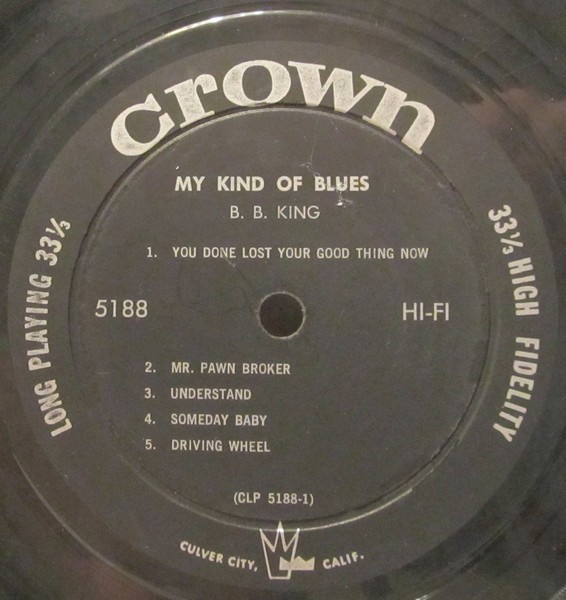 crown
MY KIND OF BLUES
B. B. KING
1. YOU DONE LOST YOUR GOOD THING NOW
5188
HI-FI
LONG PLAYING 33⅓
33⅓ HIGH FIDELITY
2. MR. PAWN BROKER
3. UNDERSTAND
4. SOMEDAY BABY
5. DRIVING WHEEL
(CLP 5188-1)
CULVER CITY, CALIF.